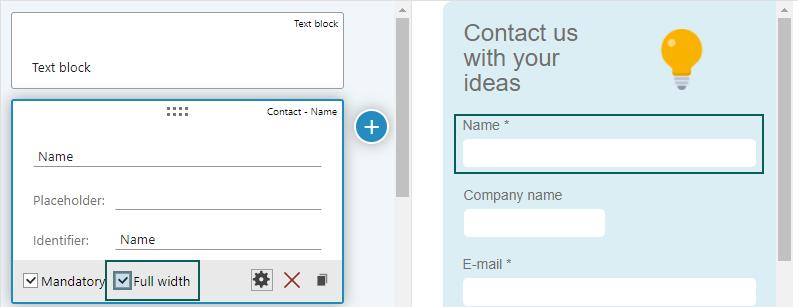 Text block
Text block
Contact - Name
Name
Placeholder:
Identifier: Name
Mandatory Full width
Contact us
with your
ideas
Name *
Company name
E-mail *